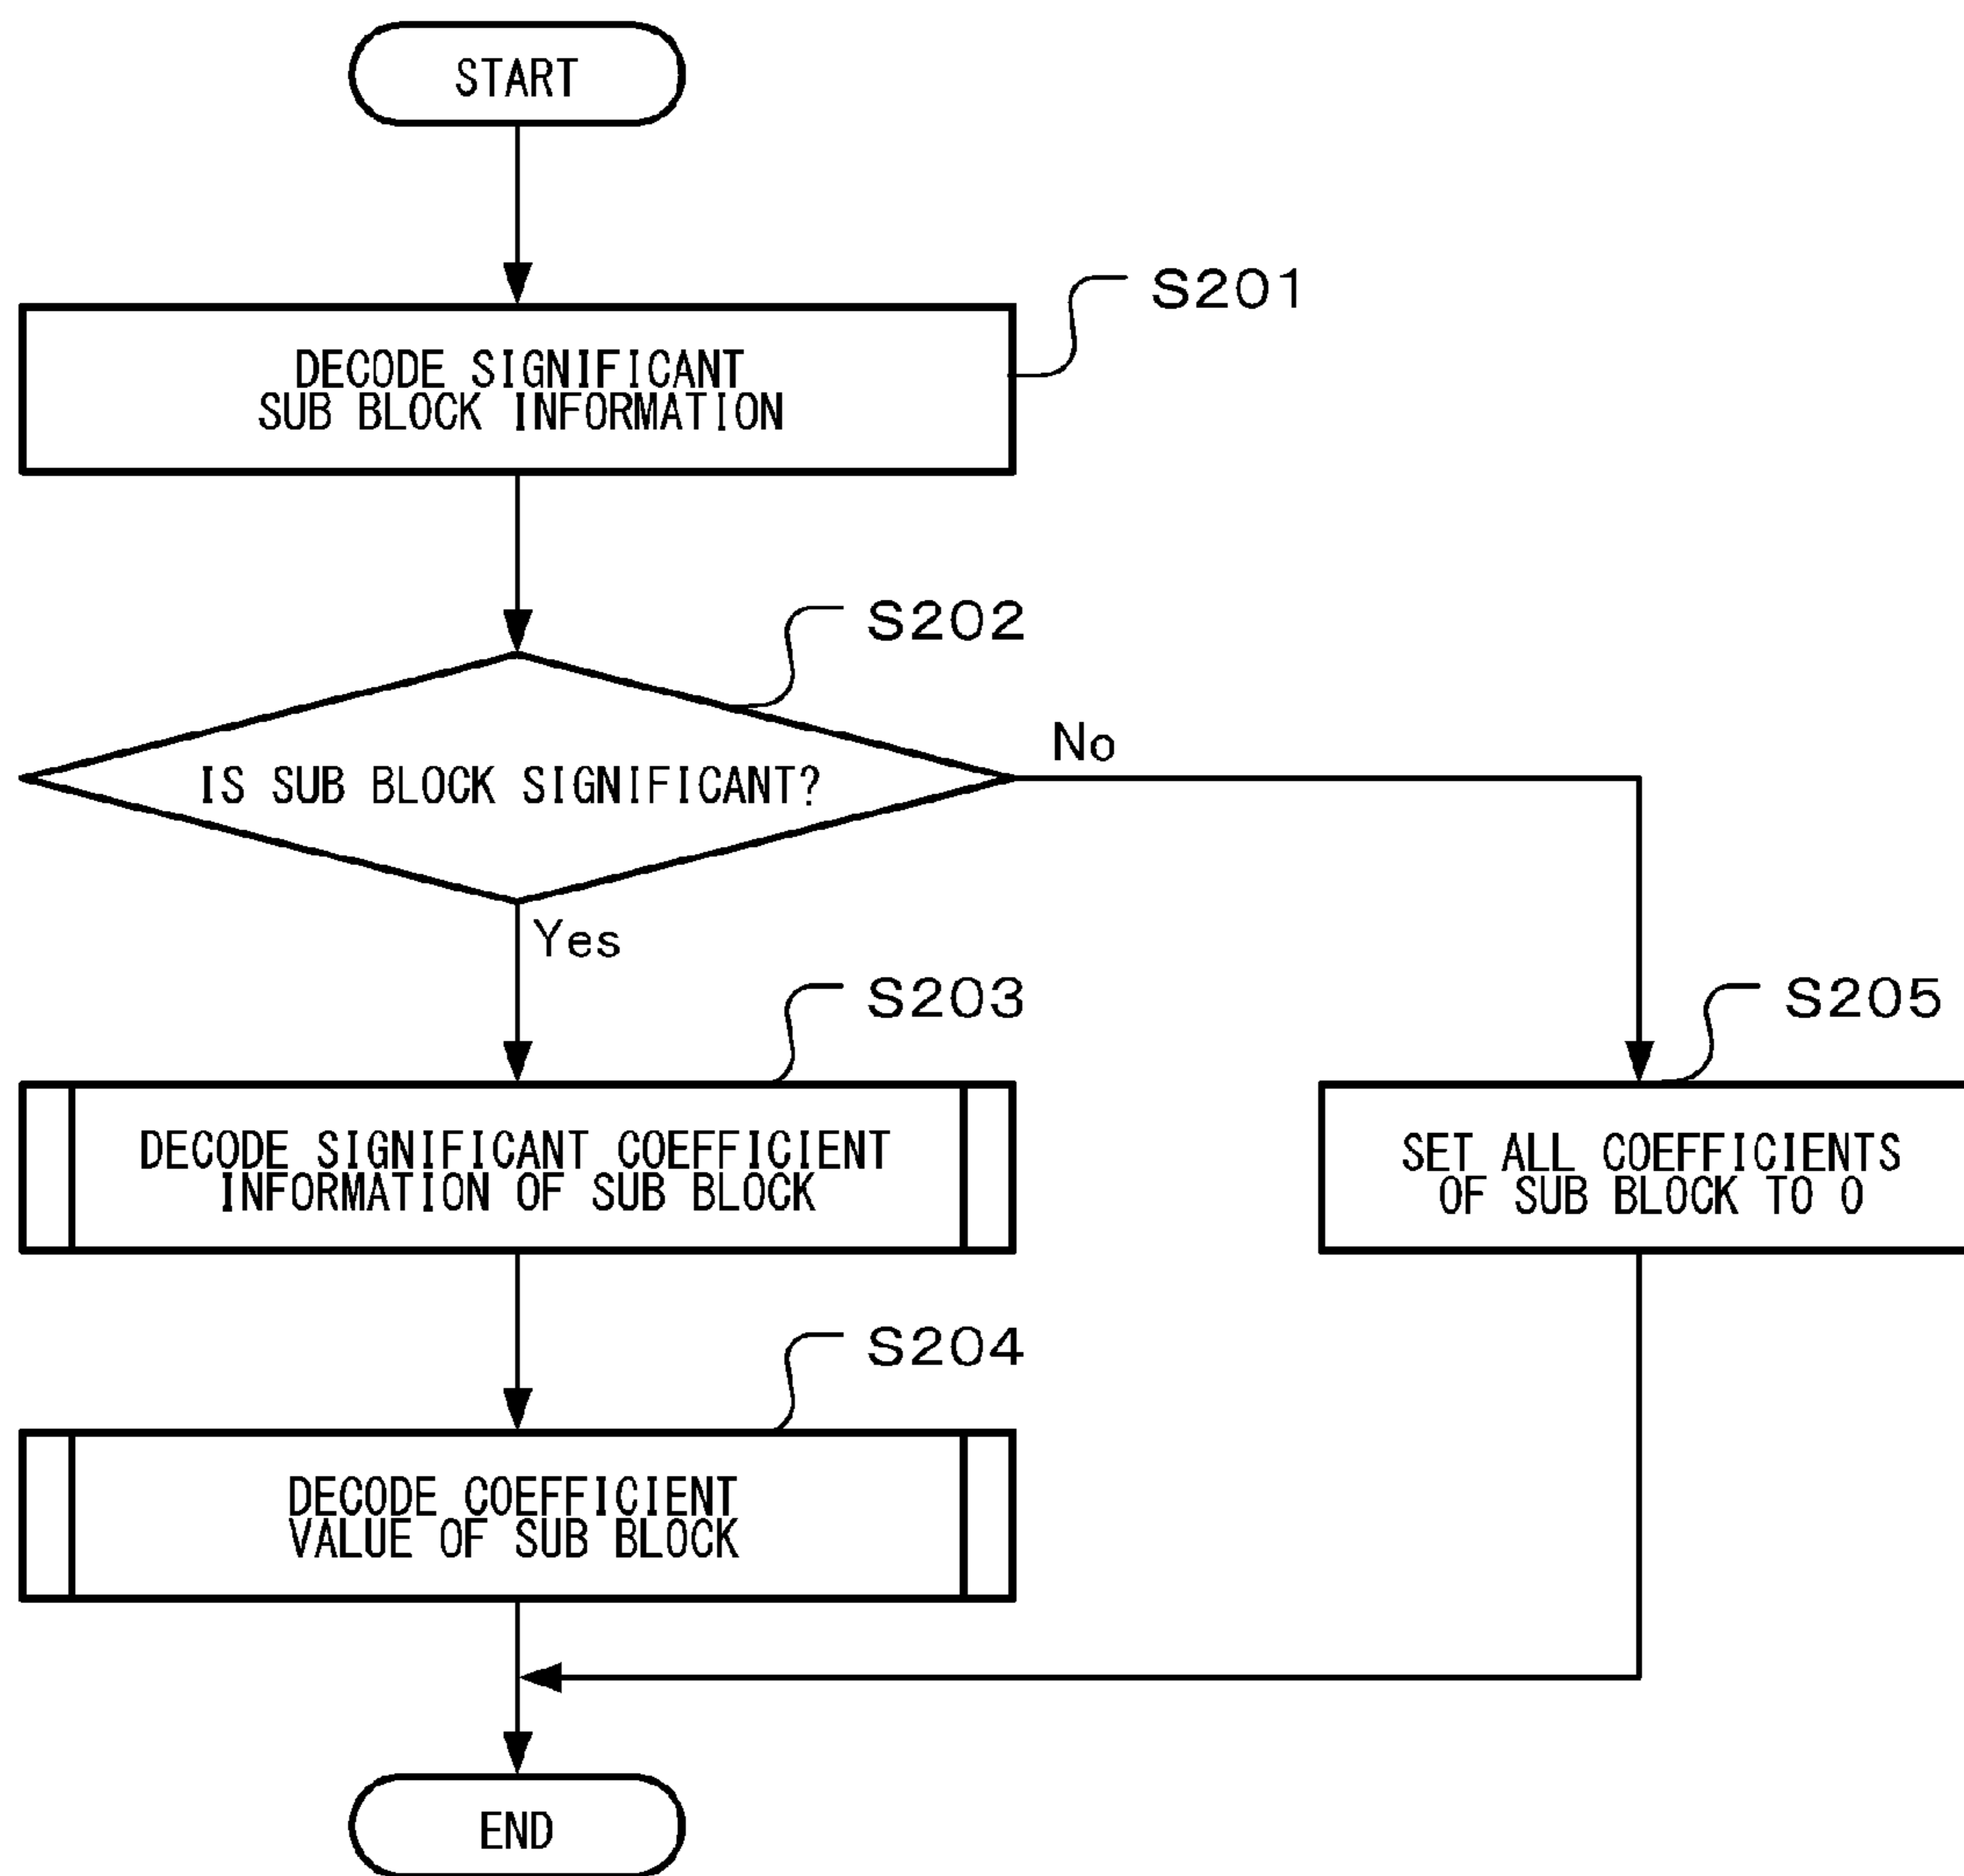 START
S201
DECODE SIGNIFICANT
SUB BLOCK INFORMATION
S202
IS SUB BLOCK SIGNIFICANT?
No
Yes
S203
DECODE SIGNIFICANT COEFFICIENT
INFORMATION OF SUB BLOCK
S205
SET ALL COEFFICIENTS
OF SUB BLOCK TO 0
S204
DECODE COEFFICIENT
VALUE OF SUB BLOCK
END